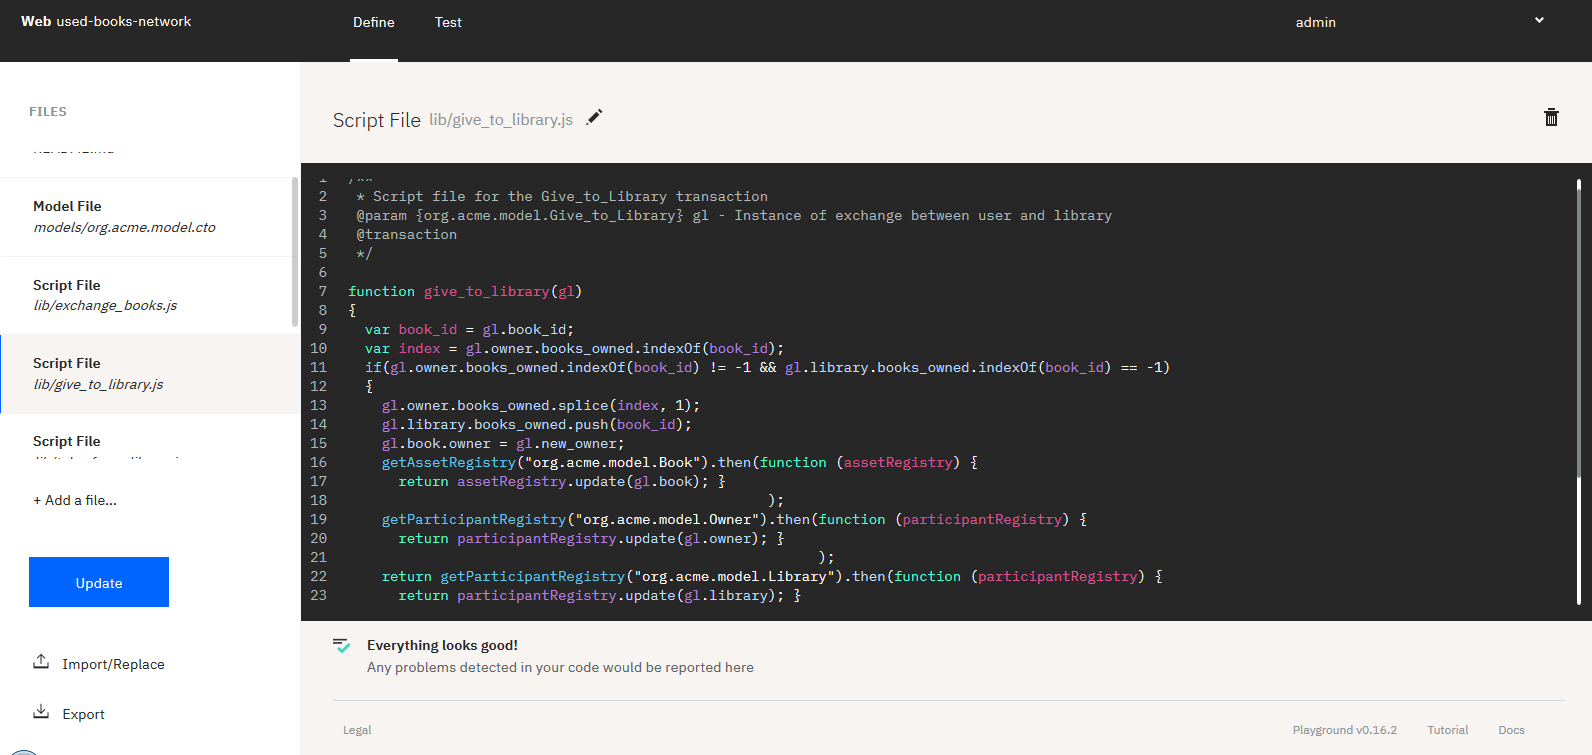 Web used-books-network
Define
Test
admin
FILES
Model File
models/org.acme.model.cto
Script File
lib/exchange_books.js
Script File
lib/give_to_library.js
Script File
+ Add a file...
Update
Import/Replace
Export
Script File lib/give_to_library.js
1 /**
2 * Script file for the Give_to_Library transaction
3 @param {org.acme.model.Give_to_Library} gl - Instance of exchange between user and library
4 @transaction
5 */
6
7 function give_to_library(gl)
8 {
9 var book_id = gl.book_id;
10 var index = gl.owner.books_owned.indexOf(book_id);
11 if(gl.owner.books_owned.indexOf(book_id) != -1 && gl.library.books_owned.indexOf(book_id) == -1)
12 {
13 gl.owner.books_owned.splice(index, 1);
14 gl.library.books_owned.push(book_id);
15 gl.book.owner = gl.new_owner;
16 getAssetRegistry("org.acme.model.Book").then(function (assetRegistry) {
17 return assetRegistry.update(gl.book); }
18 );
19 getParticipantRegistry("org.acme.model.Owner").then(function (participantRegistry) {
20 return participantRegistry.update(gl.owner); }
21 );
22 return getParticipantRegistry("org.acme.model.Library").then(function (participantRegistry) {
23 return participantRegistry.update(gl.library); }
Everything looks good!
Any problems detected in your code would be reported here
Legal
Playground v0.16.2
Tutorial
Docs